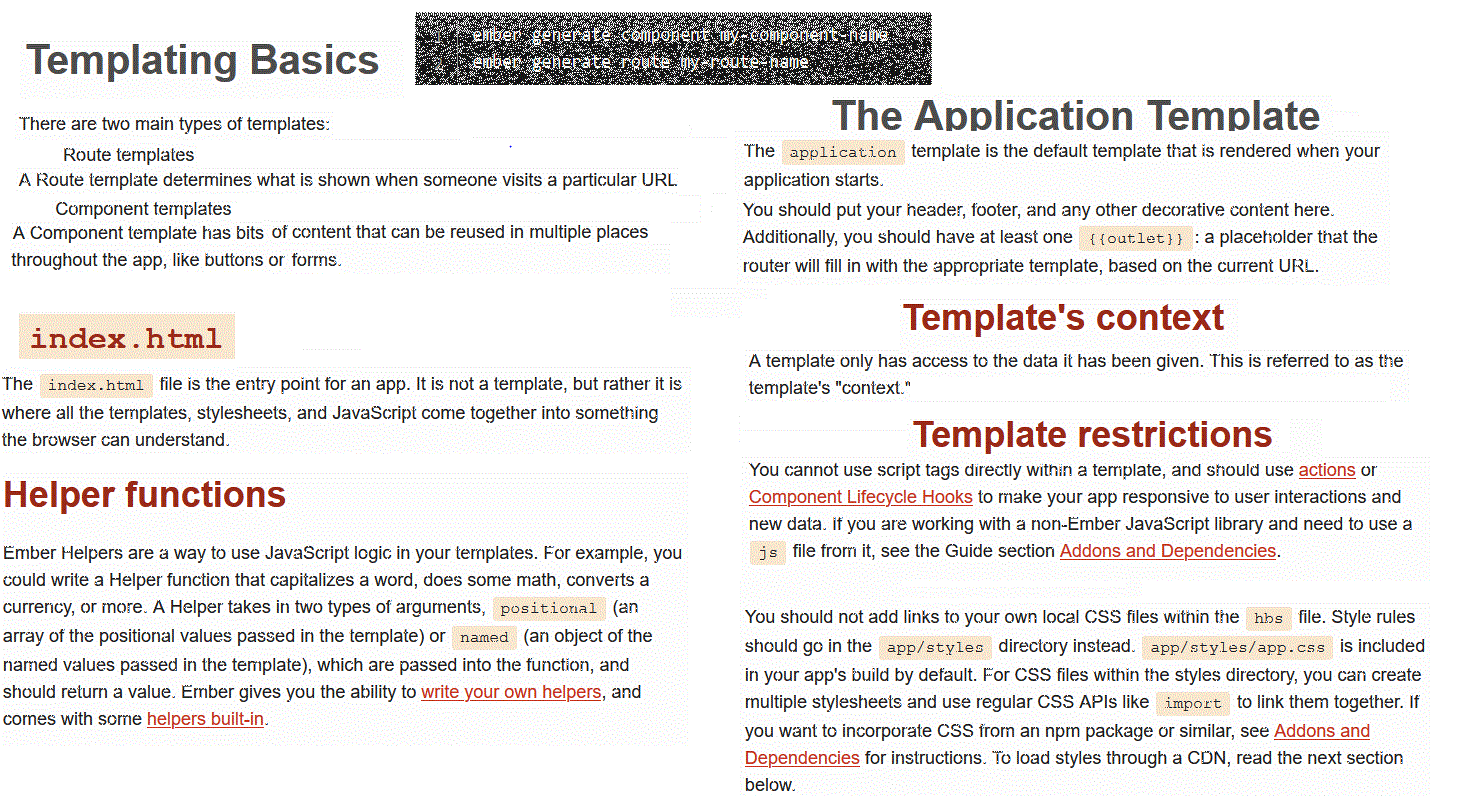 Templating Basics
ember generate component my-component-name
ember generate route my-route-name
There are two main types of templates:
Route templates
A Route template determines what is shown when someone visits a particular URL
Component templates
A Component template has bits of content that can be reused in multiple places
throughout the app, like buttons or forms.
index.html
The index.html file is the entry point for an app. It is not a template, but rather it is
where all the templates, stylesheets, and JavaScript come together into something
the browser can understand.
Helper functions
Ember Helpers are a way to use JavaScript logic in your templates. For example, you
could write a Helper function that capitalizes a word, does some math, converts a
currency, or more. A Helper takes in two types of arguments, positional (an
array of the positional values passed in the template) or named (an object of the
named values passed in the template), which are passed into the function, and
should return a value. Ember gives you the ability to write your own helpers, and
comes with some helpers built-in.
The Application Template
The application template is the default template that is rendered when your
application starts.
You should put your header, footer, and any other decorative content here.
Additionally, you should have at least one {{outlet}} : a placeholder that the
router will fill in with the appropriate template, based on the current URL.
Template's context
A template only has access to the data it has been given. This is referred to as the
template's "context."
Template restrictions
You cannot use script tags directly within a template, and should use actions or
Component Lifecycle Hooks to make your app responsive to user interactions and
new data. If you are working with a non-Ember JavaScript library and need to use a
js file from it, see the Guide section Addons and Dependencies.
You should not add links to your own local CSS files within the hbs file. Style rules
should go in the app/styles directory instead. app/styles/app.css is included
in your app's build by default. For CSS files within the styles directory, you can create
multiple stylesheets and use regular CSS APIs like import to link them together. If
you want to incorporate CSS from an npm package or similar, see Addons and
Dependencies for instructions. To load styles through a CDN, read the next section
below.